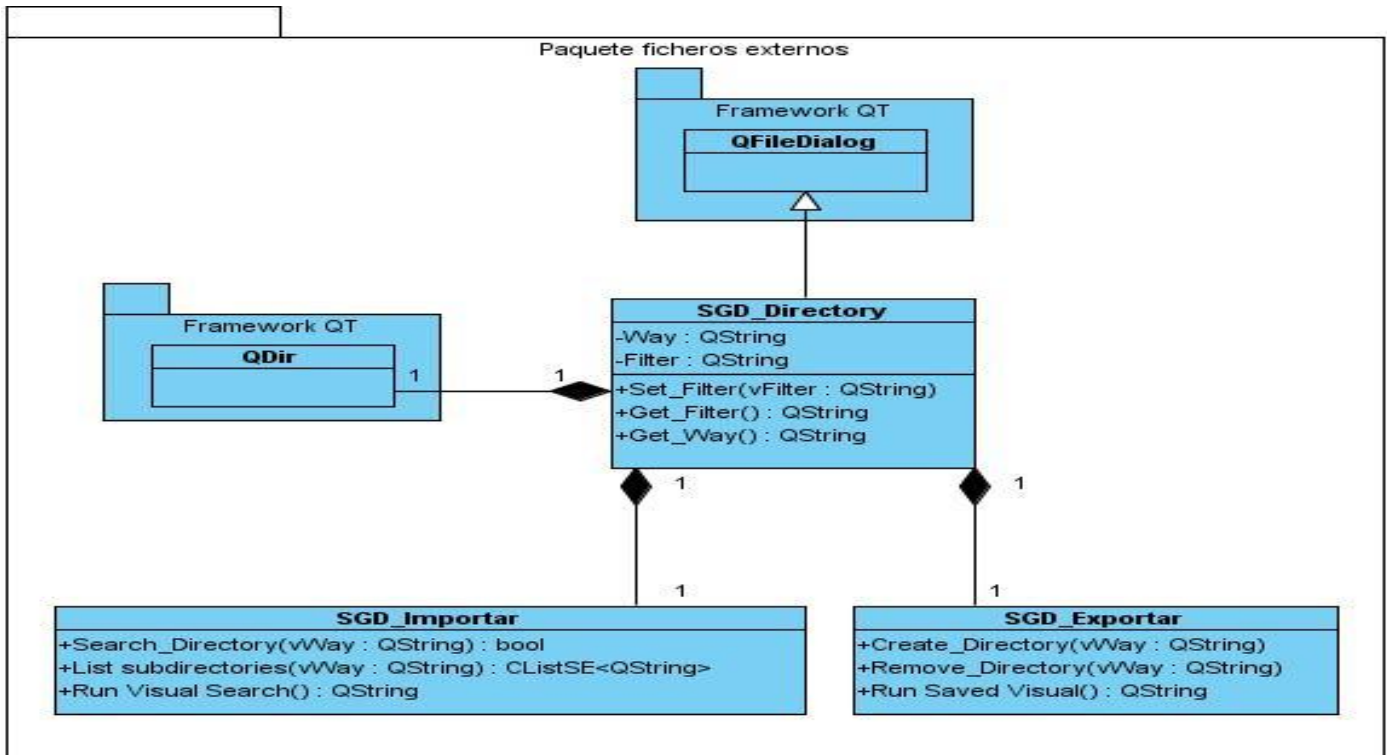 Paquete ficheros externos
Framework QT
QFileDialog
Framework QT
QDir
1
1
SGD_Directory
-Way : QString
-Filter : QString
+Set_Filter(vFilter : QString)
+Get_Filter() : QString
+Get_Way() : QString
1
1
1
1
SGD_Importar
+Search_Directory(vWay : QString) : bool
+List subdirectories(vWay : QString) : CListSE<QString>
+Run Visual Search() : QString
SGD_Exportar
+Create_Directory(vWay : QString)
+Remove_Directory(vWay : QString)
+Run Saved Visual() : QString